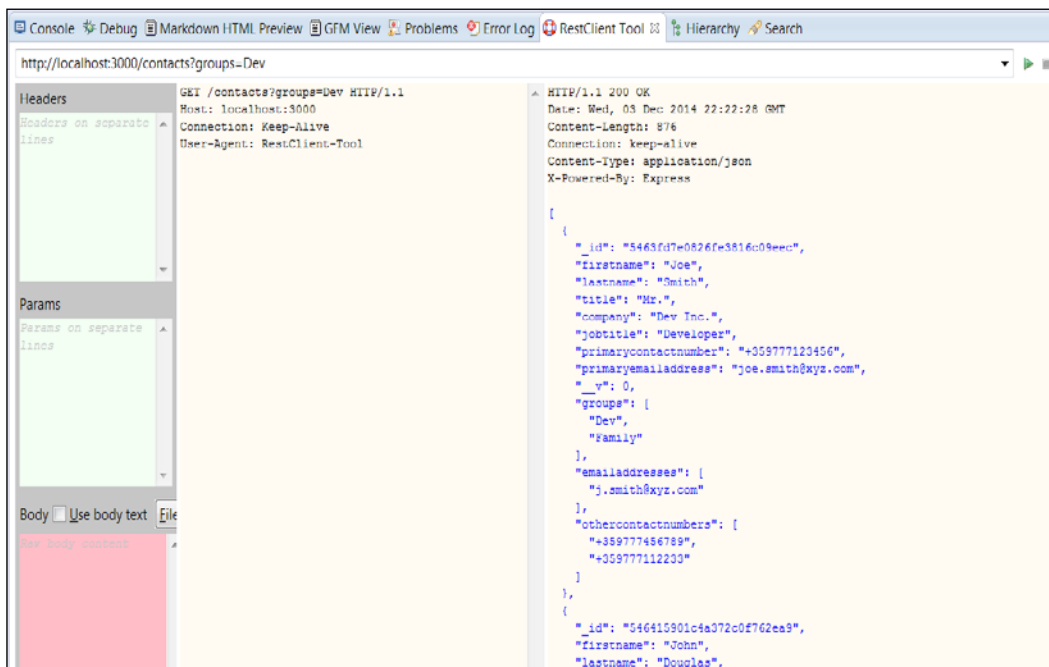 Console Debug Markdown HTML Preview GFM View Problems Error Log RestClient Tool Hierarchy Search
http://localhost:3000/contacts?groups=Dev
Headers
Headers on separate
lines
Params
Params on separate
lines
Body Use body text File
Raw body content
GET /contacts?groups=Dev HTTP/1.1
Host: localhost:3000
Connection: Keep-Alive
User-Agent: RestClient-Tool
HTTP/1.1 200 OK
Date: Wed, 03 Dec 2014 22:22:28 GMT
Content-Length: 876
Connection: keep-alive
Content-Type: application/json
X-Powered-By: Express
[
{
"_id": "5463fd7e0826fe3816c09eec",
"firstname": "Joe",
"lastname": "Smith",
"title": "Mr.",
"company": "Dev Inc.",
"jobtitle": "Developer",
"primarycontactnumber": "+359777123456",
"primaryemailaddress": "joe.smith@xyz.com",
"__v": 0,
"groups": [
"Dev",
"Family"
],
"emailaddresses": [
"j.smith@xyz.com"
],
"othercontactnumbers": [
"+359777456789",
"+359777112233"
]
},
{
"_id": "546415901c4a372c0f762ea9",
"firstname": "John",
"lastname": "Douglas",